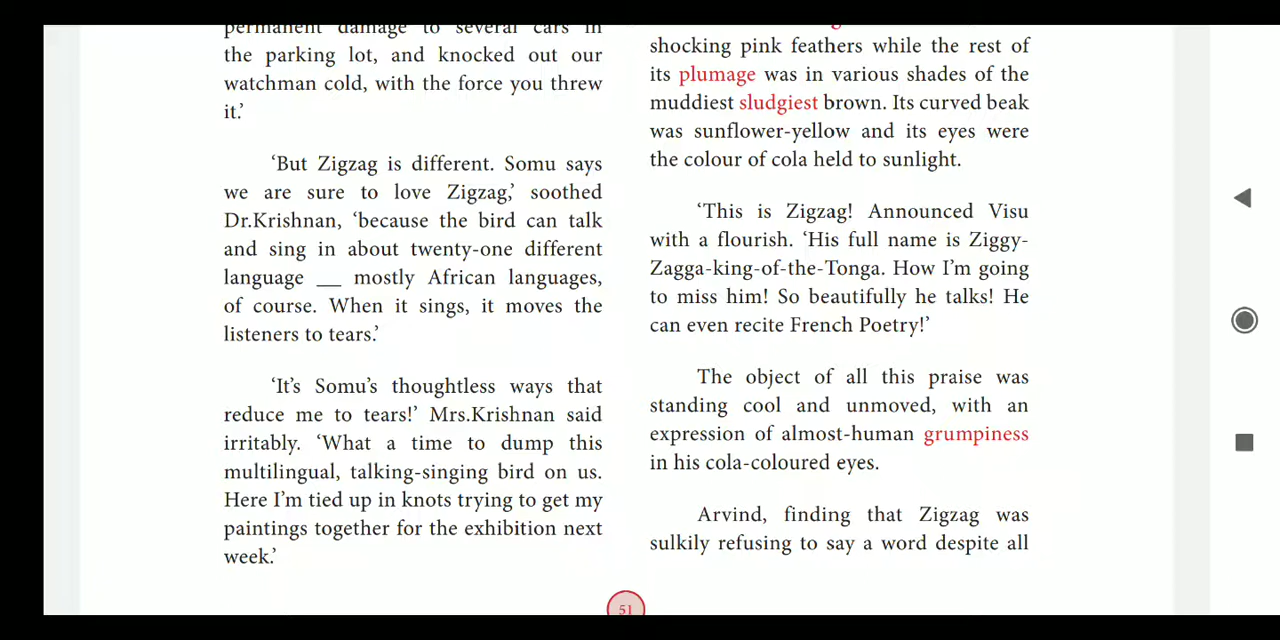 permanent damage to several cars in
the parking lot, and knocked out our
watchman cold, with the force you threw
it.’
‘But Zigzag is different. Somu says
we are sure to love Zigzag,’ soothed
Dr.Krishnan, ‘because the bird can talk
and sing in about twenty-one different
language __ mostly African languages,
of course. When it sings, it moves the
listeners to tears.’
‘It’s Somu’s thoughtless ways that
reduce me to tears!’ Mrs.Krishnan said
irritably. ‘What a time to dump this
multilingual, talking-singing bird on us.
Here I’m tied up in knots trying to get my
paintings together for the exhibition next
week.’
shocking pink feathers while the rest of
its plumage was in various shades of the
muddiest sludgiest brown. Its curved beak
was sunflower-yellow and its eyes were
the colour of cola held to sunlight.
‘This is Zigzag! Announced Visu
with a flourish. ‘His full name is Ziggy-
Zagga-king-of-the-Tonga. How I’m going
to miss him! So beautifully he talks! He
can even recite French Poetry!’
The object of all this praise was
standing cool and unmoved, with an
expression of almost-human grumpiness
in his cola-coloured eyes.
Arvind, finding that Zigzag was
sulkily refusing to say a word despite all
51